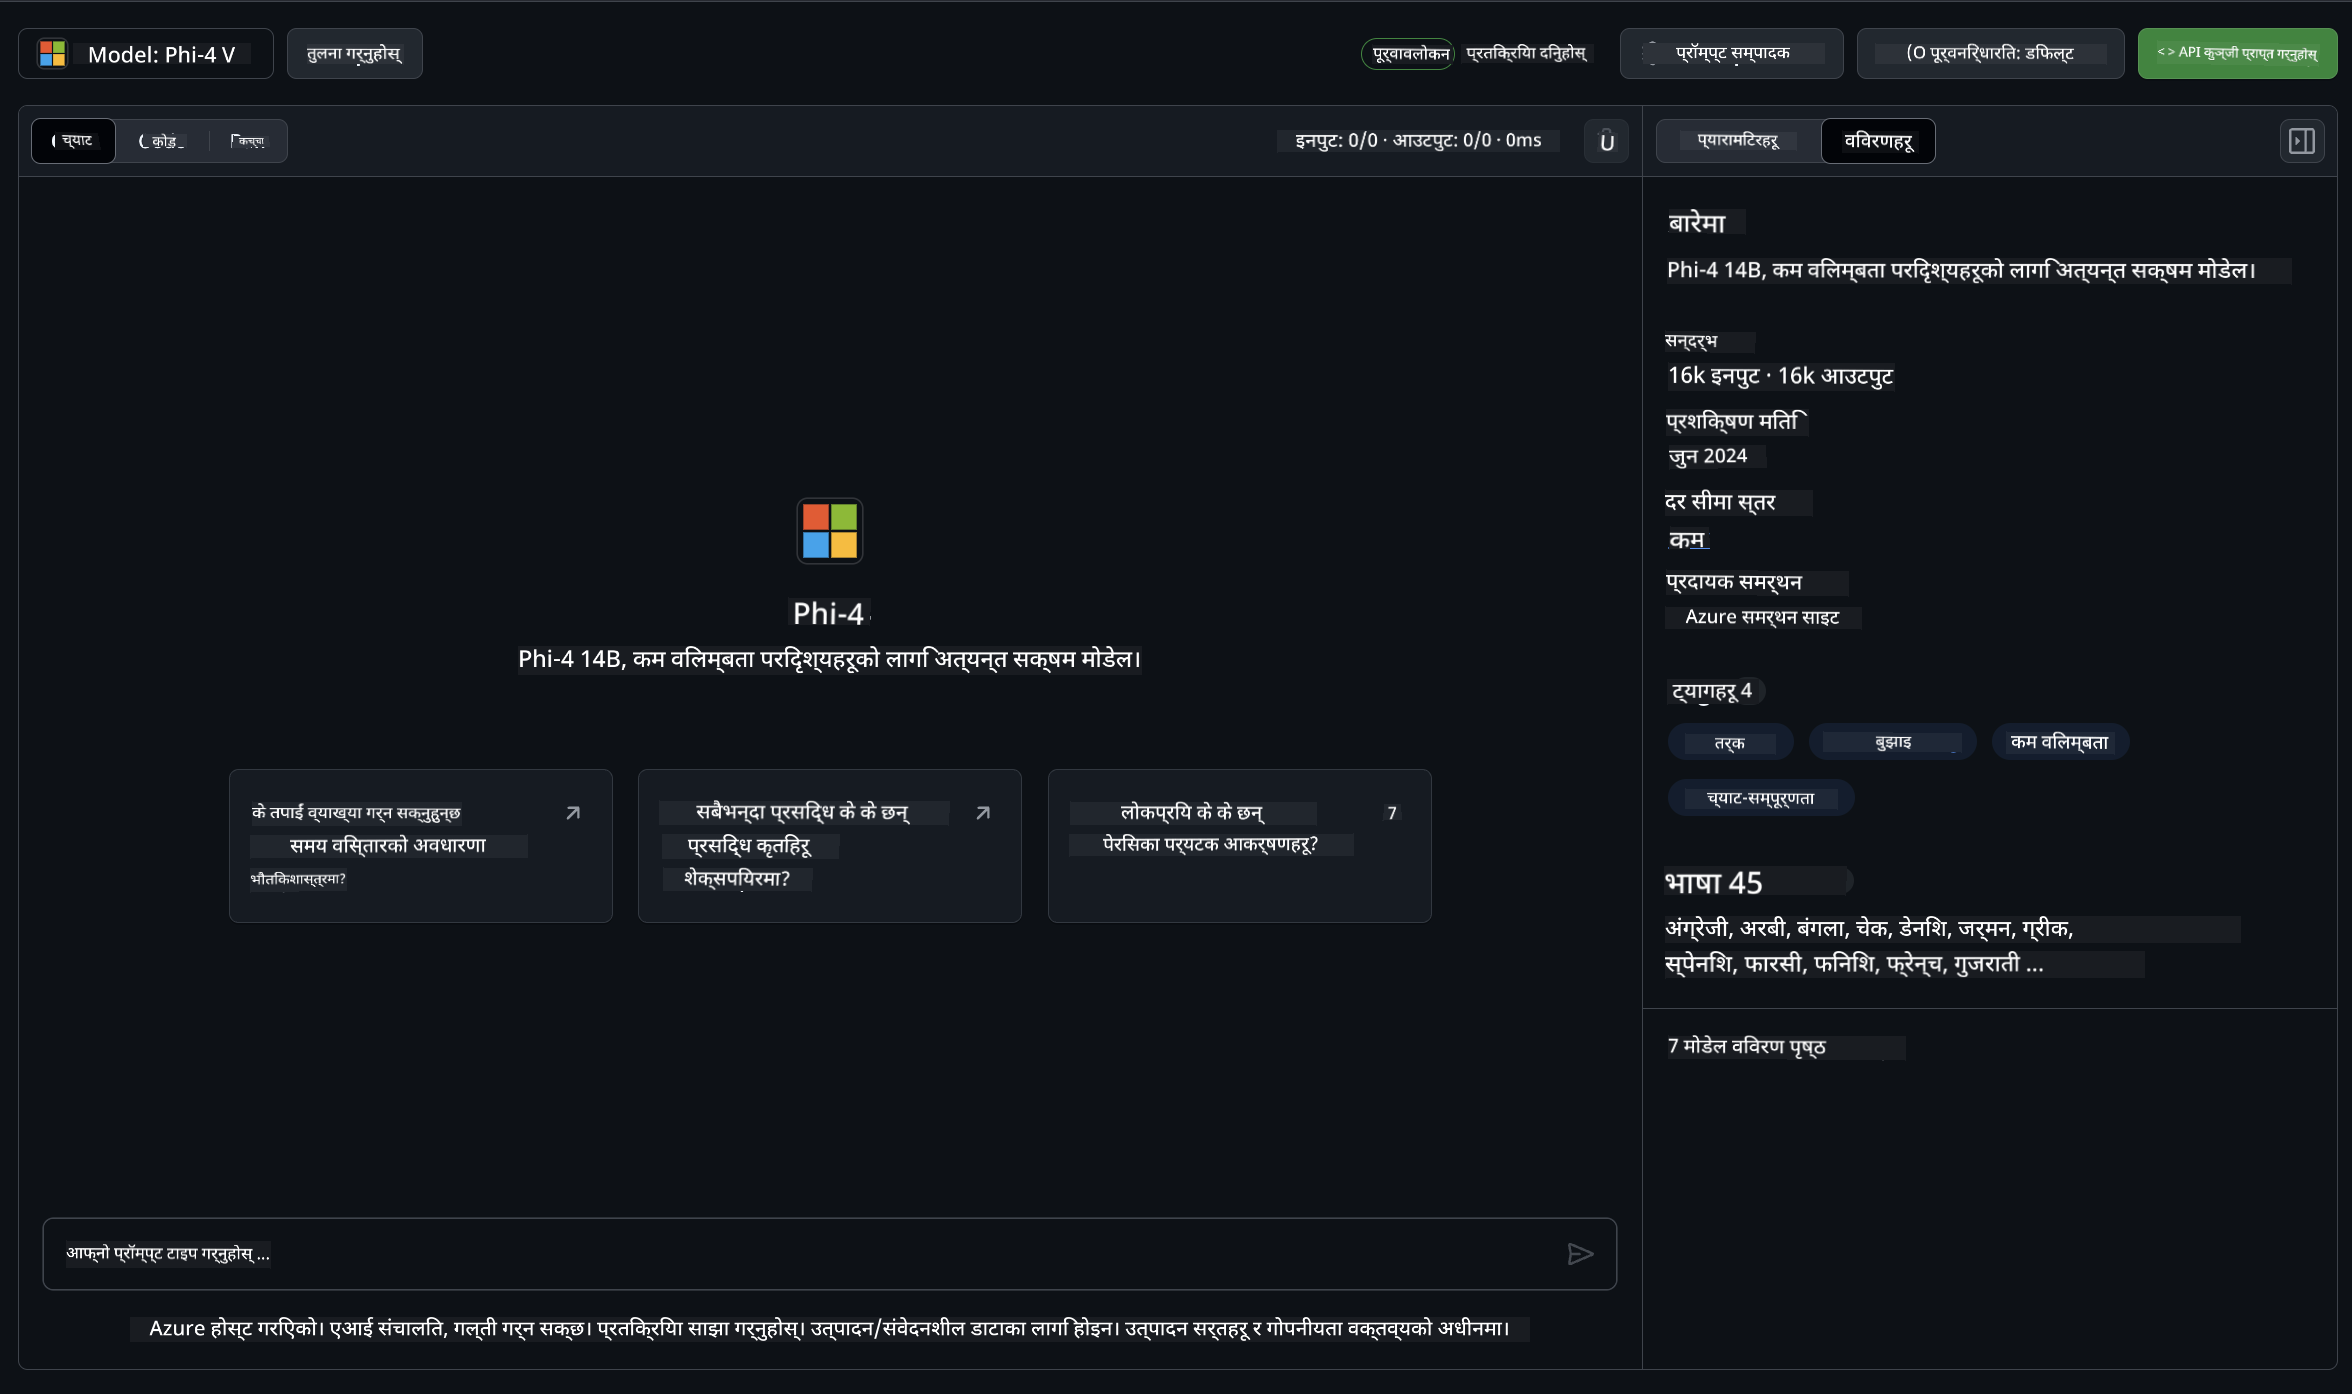 Model: Phi-4 V
तुलना गर्नुहोस्
पूर्वावलोकन
प्रतिक्रिया दिनुहोस्
प्रॉम्प्ट सम्पादक
पूर्वनिर्धारित: डिफल्ट
<> API कुञ्जी प्राप्त गर्नुहोस्
च्याट
कोड
कच्चा
इनपुट: 0/0 · आउटपुट: 0/0 · 0ms
प्यारामिटरहरू
विवरणहरू
Phi-4
Phi-4 14B, कम विलम्बता परिदृश्यहरूको लागि अत्यन्त सक्षम मोडेल।
के तपाईं व्याख्या गर्न सक्नुहुन्छ
समय विस्तारको अवधारणा
भौतिकशास्त्रमा?
सबैभन्दा प्रसिद्ध के के छन्
प्रसिद्ध कृतिहरू
शेक्सपियरमा?
लोकप्रिय के के छन्
7
पेरिसका पर्यटक आकर्षणहरू?
आफ्नो प्रॉम्प्ट टाइप गर्नुहोस् ...
Azure होस्ट गरिएको। एआई संचालित, गल्ती गर्न सक्छ। प्रतिक्रिया साझा गर्नुहोस्। उत्पादन/संवेदनशील डाटाका लागि होइन। उत्पादन सर्तहरू र गोपनीयता वक्तव्यको अधीनमा।
बारेमा
Phi-4 14B, कम विलम्बता परिदृश्यहरूको लागि अत्यन्त सक्षम मोडेल।
सन्दर्भ
16k इनपुट · 16k आउटपुट
प्रशिक्षण मिति
जुन 2024
दर सीमा स्तर
कम
प्रदायक समर्थन
Azure समर्थन साइट
ट्यागहरू 4
तर्क
बुझाइ
कम विलम्बता
च्याट-सम्पूर्णता
भाषा 45
अंग्रेजी, अरबी, बंगला, चेक, डेनिश, जर्मन, ग्रीक,
स्पेनिश, फारसी, फिनिश, फ्रेन्च, गुजराती ...
7 मोडेल विवरण पृष्ठ